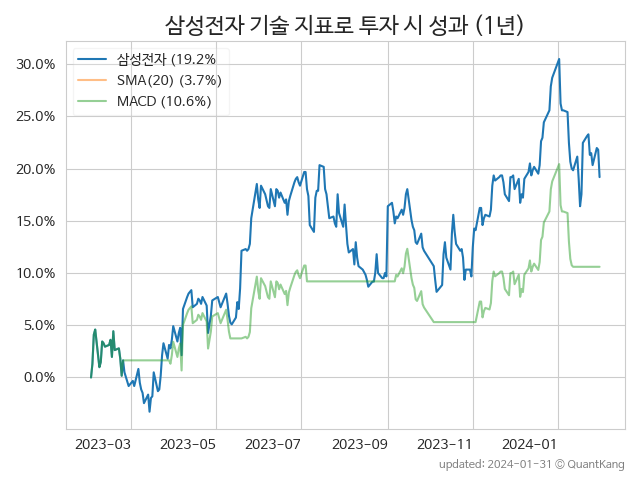 삼성전자 기술 지표로 투자 시 성과 (1년)
30.0%
25.0%
20.0%
15.0%
10.0%
5.0%
0.0%
삼성전자 (19.2%
SMA(20) (3.7%)
MACD (10.6%)
2023-03 2023-05 2023-07 2023-09 2023-11 2024-01
updated: 2024-01-31 © QuantKang